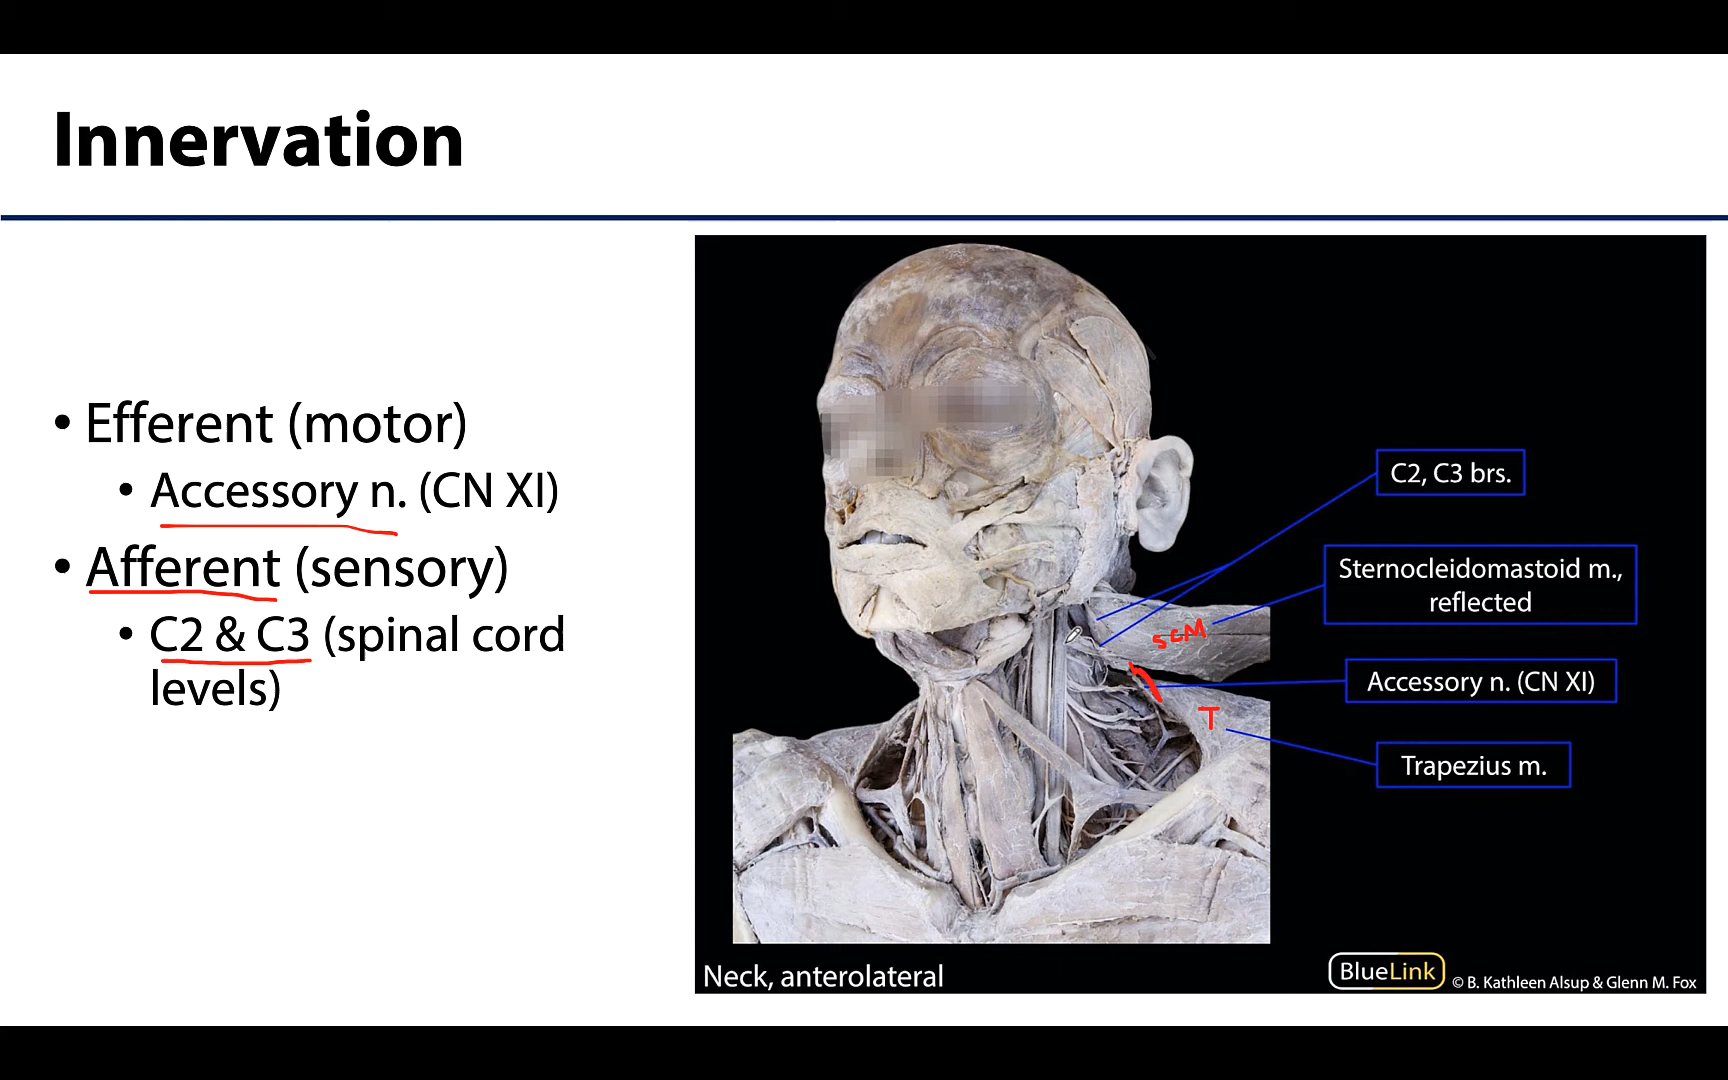 Innervation
• Efferent (motor)
• Accessory n. (CN XI)
• Afferent (sensory)
• C2 & C3 (spinal cord
levels)
C2, C3 brs.
Sternocleidomastoid m.,
reflected
SCM
Accessory n. (CN XI)
T
Trapezius m.
Neck, anterolateral
BlueLink
© B. Kathleen Alsup & Glenn M. Fox